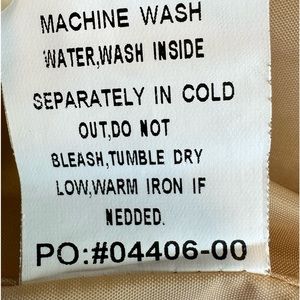 MACHINE WASH
WATER,WASH INSIDE
SEPARATELY IN COLD
OUT,DO NOT
BLEASH,TUMBLE DRY
LOW,WARM IRON IF
NEDDED.
PO:#04406-00